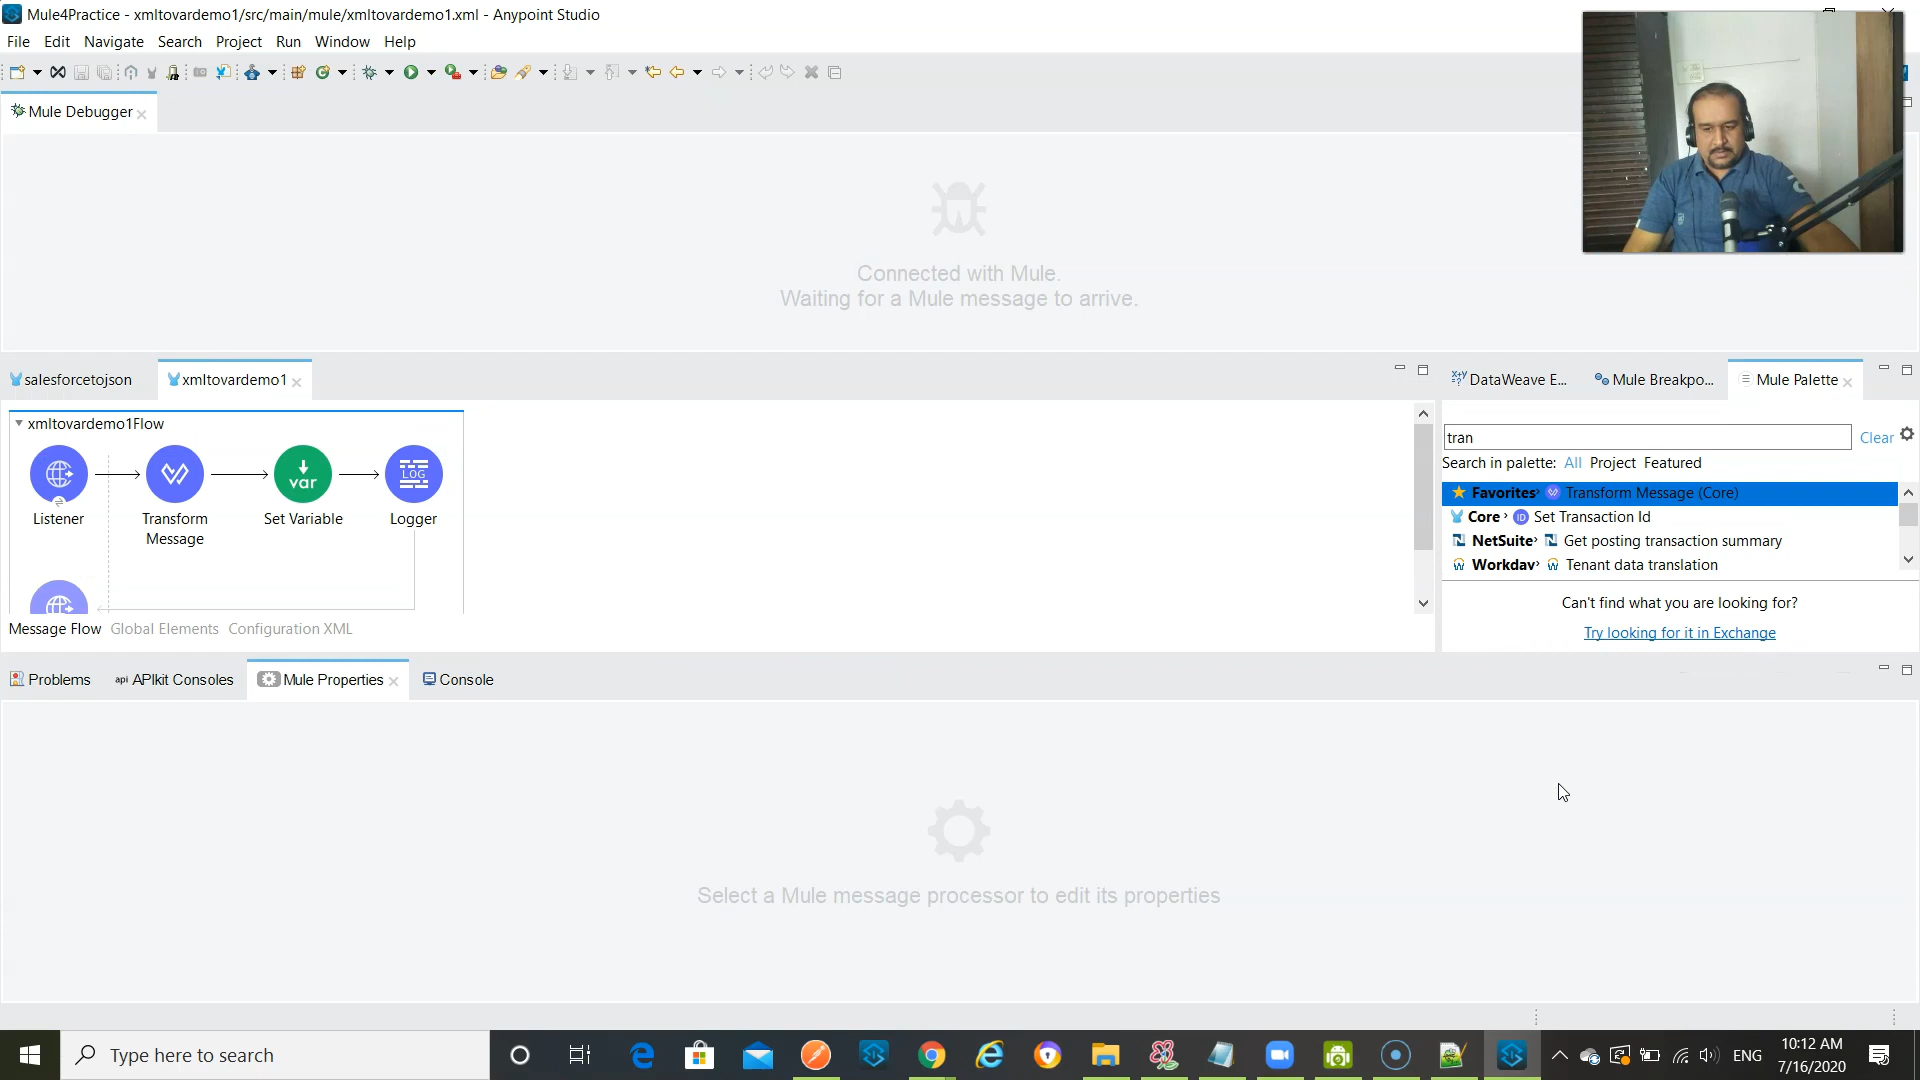 Mule4Practice - xmltovardemo1/src/main/mule/xmltovardemo1.xml - Anypoint Studio
File Edit Navigate Search Project Run Window Help
Mule Debugger
Connected with Mule.
Waiting for a Mule message to arrive.
salesforcetojson xmltovardemo1
DataWeave E... Mule Breakpo... Mule Palette
xmltovardemo1Flow
var
LOG
Listener
Transform Message
Set Variable
Logger
Message Flow Global Elements Configuration XML
tran
Clear
Search in palette: All Project Featured
Favorites Transform Message (Core)
Core Set Transaction Id
NetSuite Get posting transaction summary
Workday Tenant data translation
Can't find what you are looking for?
Try looking for it in Exchange
Problems api APIkit Consoles Mule Properties Console
Select a Mule message processor to edit its properties
Type here to search
ENG
10:12 AM
7/16/2020